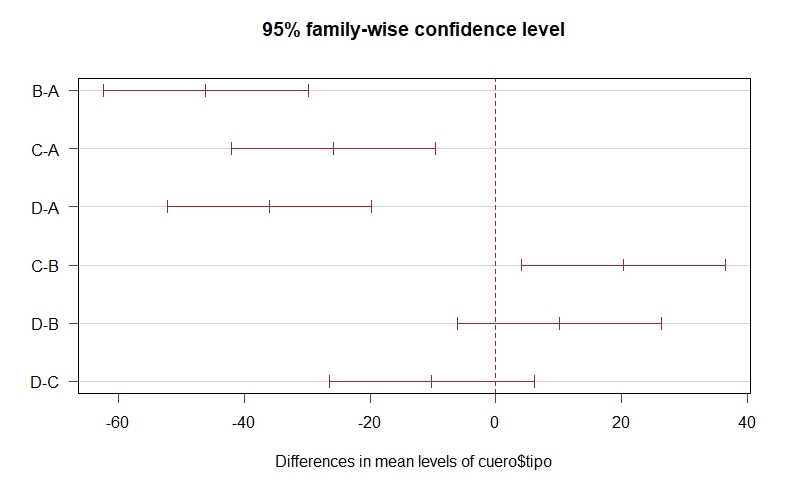 95% family-wise confidence level
B-A
C-A
D-A
C-B
D-B
D-C
-60 -40 -20 0 20 40
Differences in mean levels of cuero$tipo